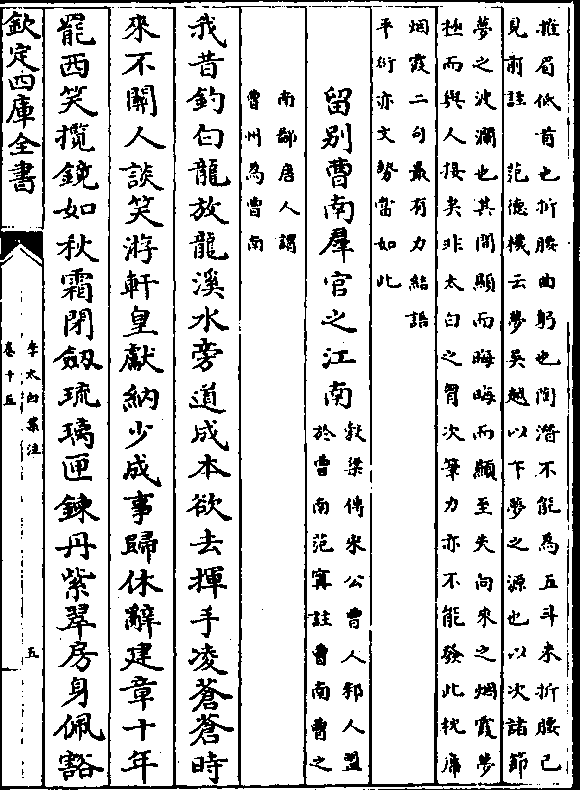 摧眉低首也折腰曲躬也陶潛不能為五斗米折腰已
見前註　范德機云夢吳越以下夢之源也以次諸節
夢之波瀾也其間顯而晦晦而顯至失向來之烟霞夢
極而與人接矣非太白之胷次筆力亦不能發此枕席
烟霞二句最有力結語
平衍亦文勢當如此
留別曹南羣官之江南
榖梁傳宋公曹人邾人盟
於曹南范寗註曹南曹之
南鄙唐人謂
曹州為曹南
我昔釣白龍放龍溪水旁道成本欲去揮手凌蒼蒼時
來不關人談笑游軒皇獻納少成事歸休辭建章十年
罷西笑攬鏡如秋霜閉劔琉璃匣鍊丹紫翠房身佩豁
欽定四庫全書
李太白集注
卷十五
五